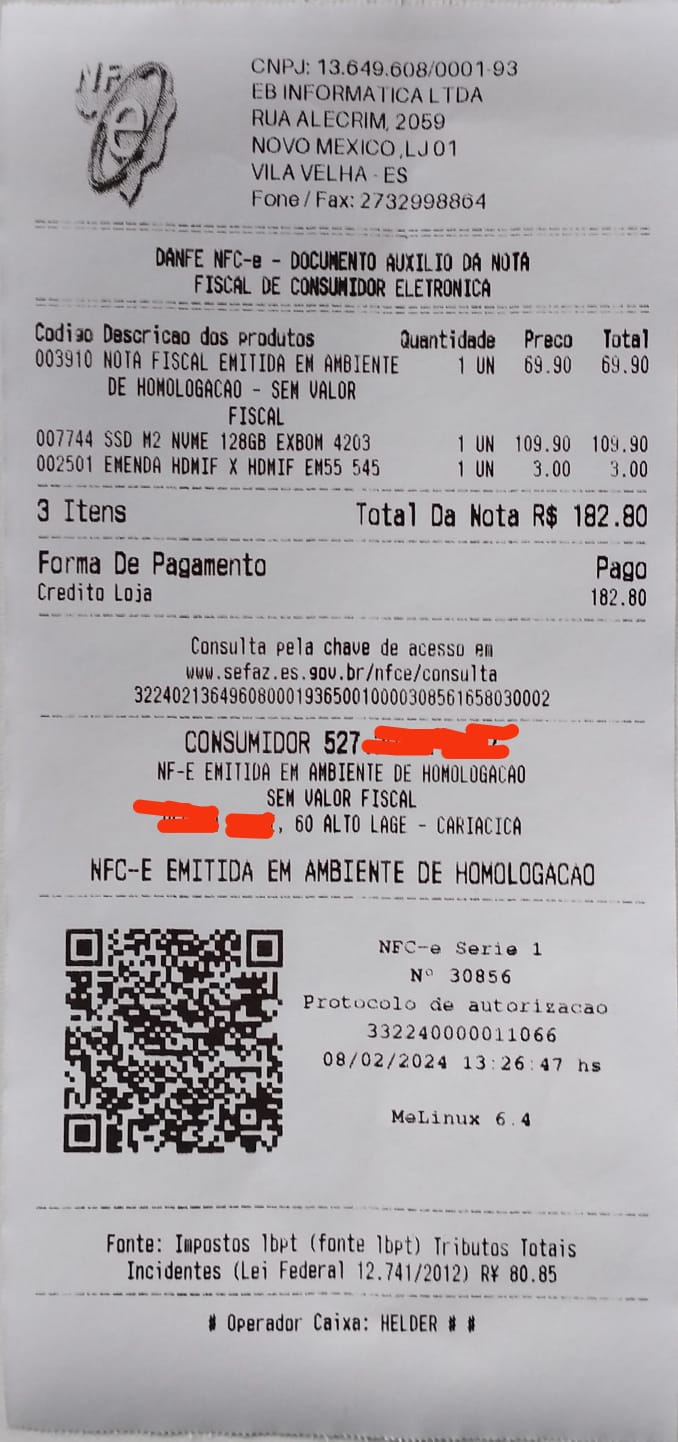 NFC
e
CNPJ: 13.649.608/0001-93
EB INFORMATICA LTDA
RUA ALECRIM, 2059
NOVO MEXICO,LJ 01
VILA VELHA - ES
Fone / Fax: 2732998864
DANFE NFC-e - DOCUMENTO AUXILIO DA NOTA
FISCAL DE CONSUMIDOR ELETRONICA
Codigo Descricao dos produtos Quantidade Preco Total
003910 NOTA FISCAL EMITIDA EM AMBIENTE 1 UN 69.90 69.90
DE HOMOLOGACAO - SEM VALOR
FISCAL
007744 SSD M2 NVME 128GB EXBOM 4203 1 UN 109.90 109.90
002501 EMENDA HDMIF X HDMIF EM55 545 1 UN 3.00 3.00
3 Itens Total Da Nota R$ 182.80
Forma De Pagamento Pago
Credito Loja 182.80
Consulta pela chave de acesso em
www.sefaz.es.gov.br/nfce/consulta
32240213649608000193650010000308561658030002
CONSUMIDOR 527
NF-E EMITIDA EM AMBIENTE DE HOMOLOGACAO
SEM VALOR FISCAL
, 60 ALTO LAGE - CARIACICA
NFC-E EMITIDA EM AMBIENTE DE HOMOLOGACAO
NFC-e Serie 1
Nº 30856
Protocolo de autorizacao
332240000011066
08/02/2024 13:26:47 hs
MeLinux 6.4
Fonte: Impostos lbpt (fonte lbpt) Tributos Totais
Incidentes (Lei Federal 12.741/2012) R¥ 80.85
# Operador Caixa: HELDER # #